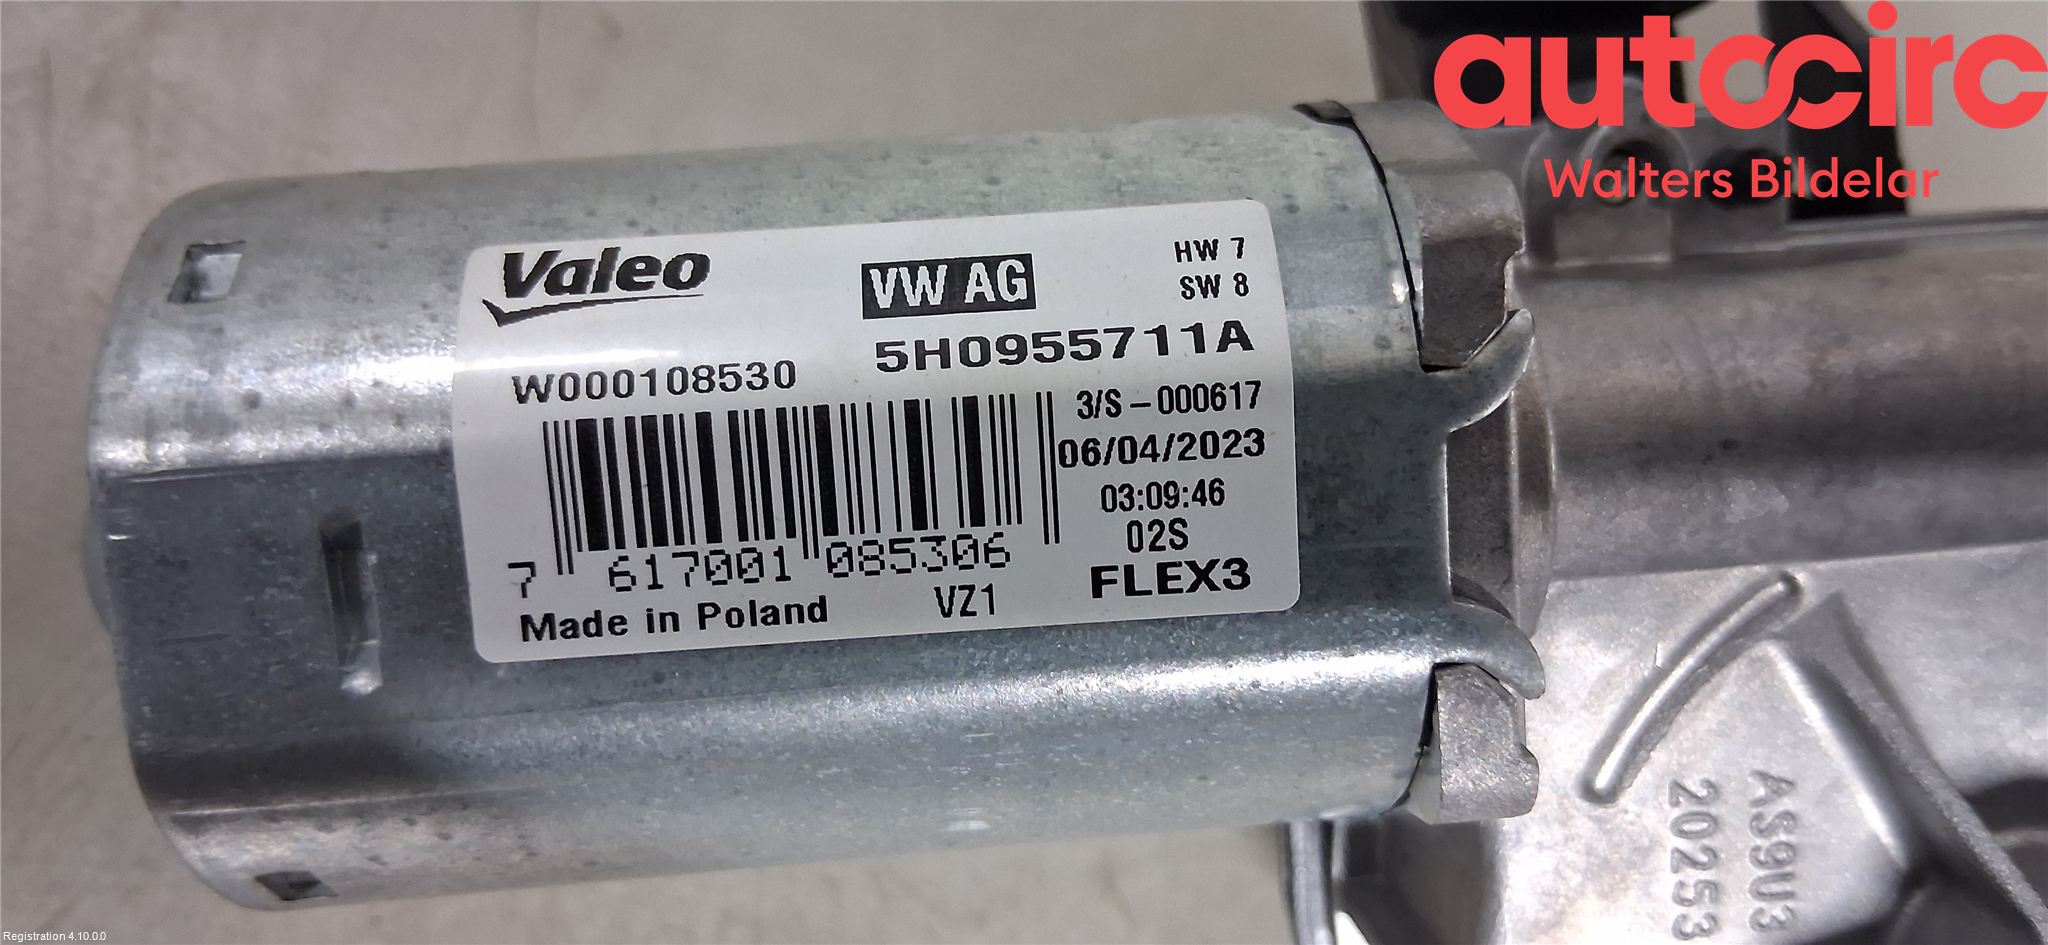 autocirc
Walters Bildelar
Valeo
VW AG
HW 7
SW 8
5H0955711A
W000108530
3/S - 000617
06/04/2023
03:09:46
02S
7 617001 085306
FLEX3
Made in Poland
VZ1
AS9U3
20253
Registration 4.10.0.0